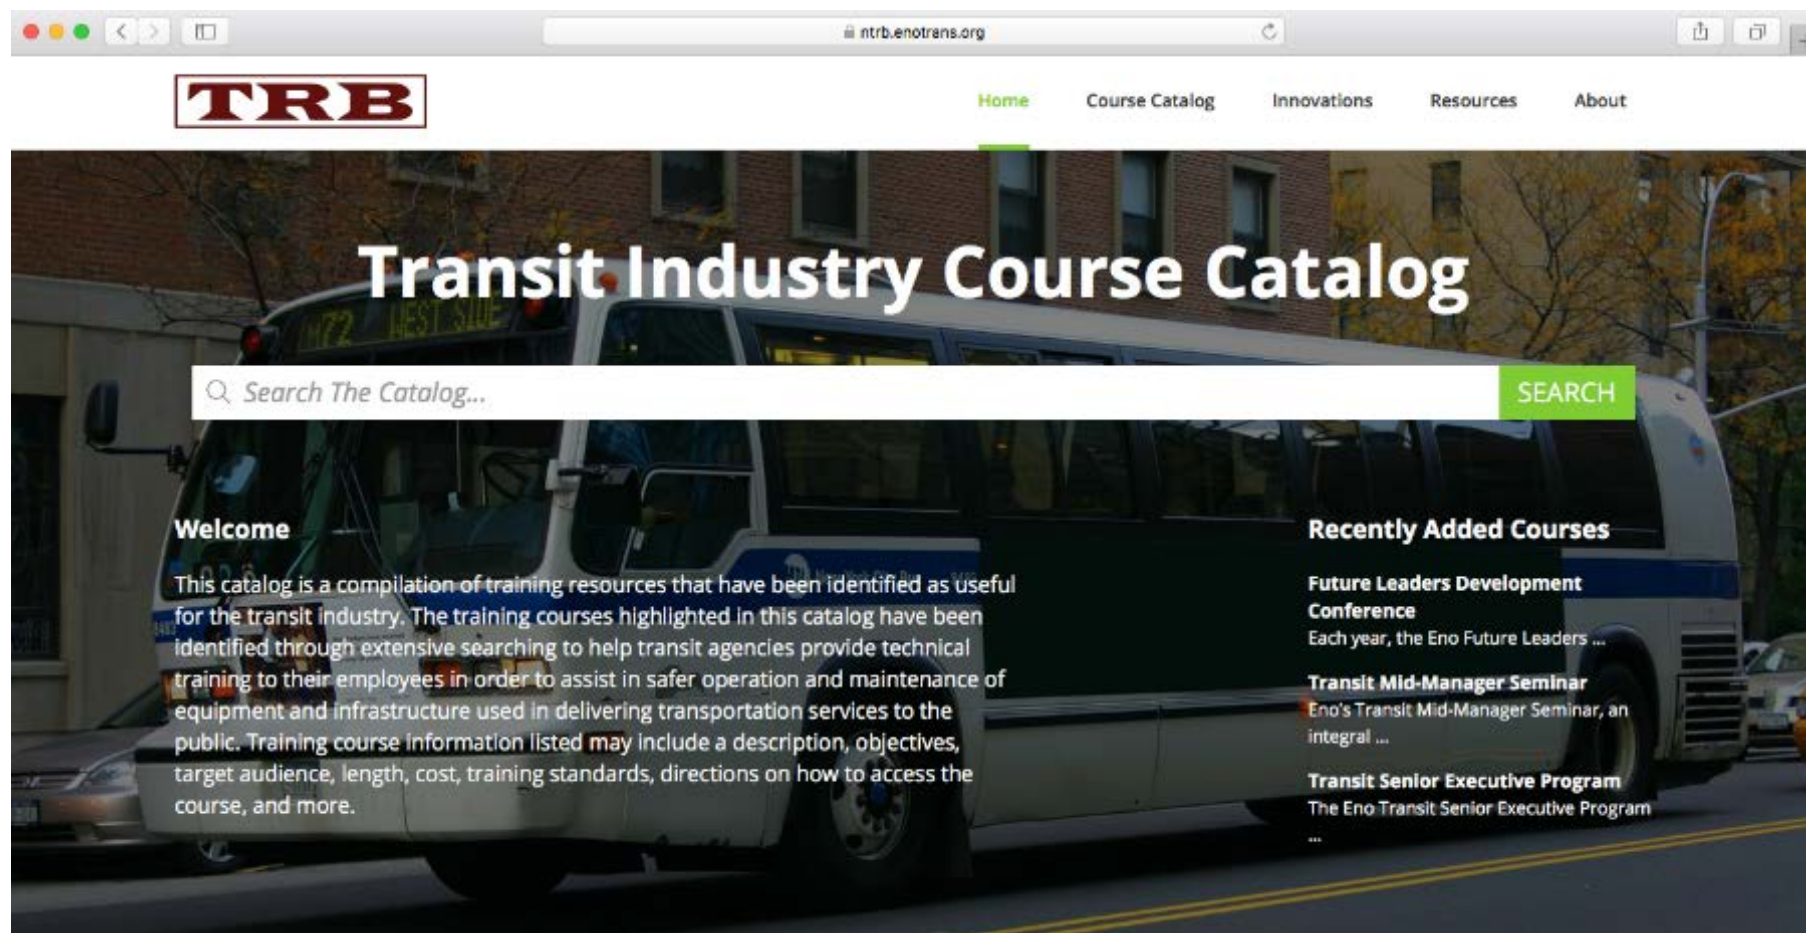 ntrb.enotrans.org
TRB
Home
Course Catalog
Innovations
Resources
About
Transit Industry Course Catalog
M72 WEST SIDE
Search The Catalog...
SEARCH
Welcome
This catalog is a compilation of training resources that have been identified as useful
for the transit industry. The training courses highlighted in this catalog have been
identified through extensive searching to help transit agencies provide technical
training to their employees in order to assist in safer operation and maintenance of
equipment and infrastructure used in delivering transportation services to the
public. Training course information listed may include a description, objectives,
target audience, length, cost, training standards, directions on how to access the
course, and more.
Recently Added Courses
Future Leaders Development
Conference
Each year, the Eno Future Leaders ...
Transit Mid-Manager Seminar
Eno's Transit Mid-Manager Seminar, an
integral ...
Transit Senior Executive Program
The Eno Transit Senior Executive Program
...
New York City Bus